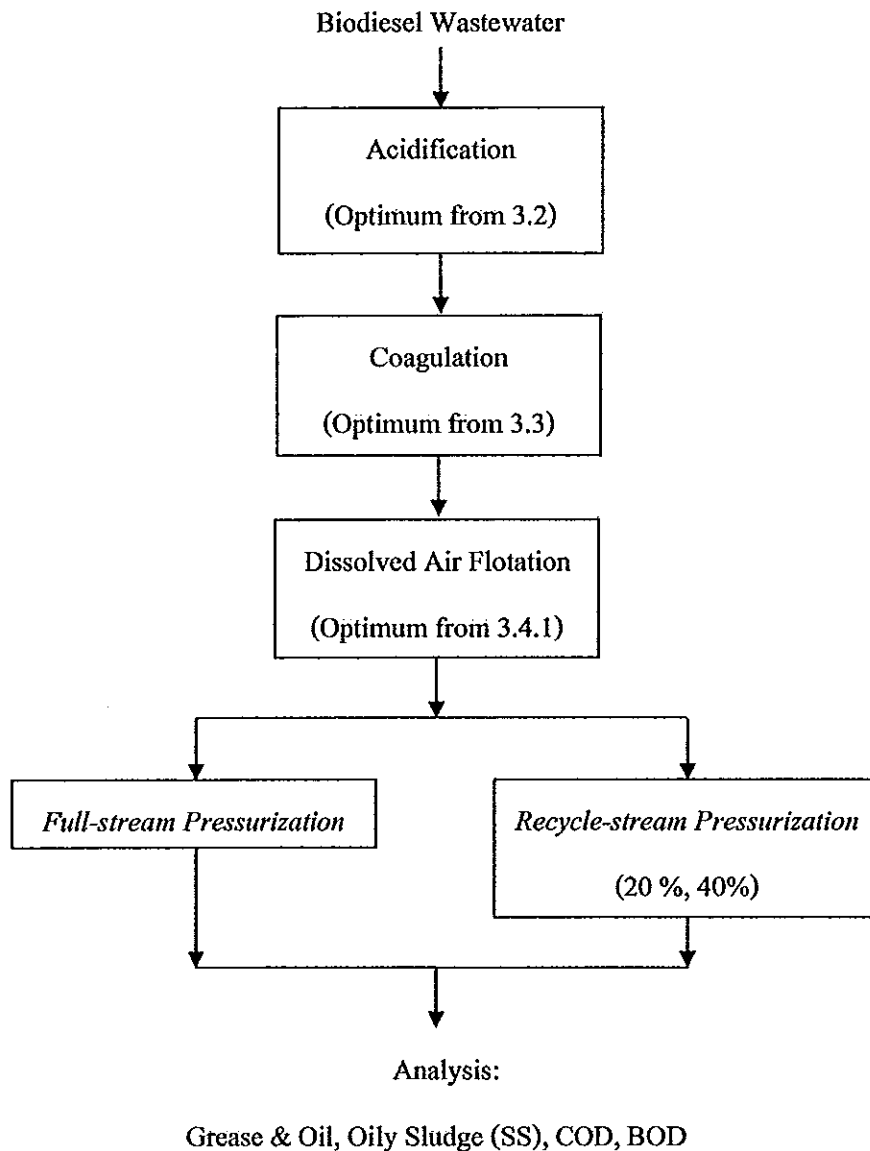 Biodiesel Wastewater
Acidification
(Optimum from 3.2)
Coagulation
(Optimum from 3.3)
Dissolved Air Flotation
(Optimum from 3.4.1)
Full-stream Pressurization
Recycle-stream Pressurization
(20 %, 40%)
Analysis:
Grease & Oil, Oily Sludge (SS), COD, BOD